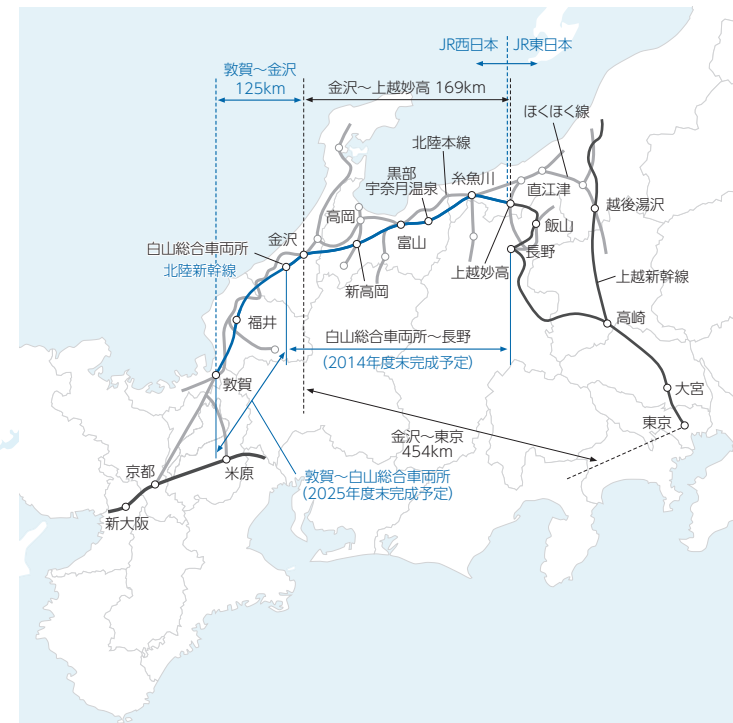 JR西日本
JR東日本
敦賀～金沢
125km
金沢～上越妙高 169km
ほくほく線
北陸本線
黒部
宇奈月温泉
糸魚川
直江津
越後湯沢
高岡
飯山
金沢
富山
白山総合車両所
長野
北陸新幹線
上越妙高
新高岡
上越新幹線
福井
高崎
白山総合車両所～長野
(2014年度末完成予定)
敦賀
大宮
金沢～東京
454km
東京
京都
米原
敦賀～白山総合車両所
(2025年度末完成予定)
新大阪